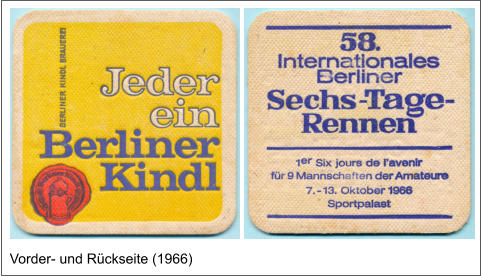 BERLINER KINDL BRAUEREI
Jeder
ein
Berliner
Kindl
58.
Internationales
Berliner
Sechs-Tage-
Rennen
1er Six jours de l'avenir
für 9 Mannschaften der Amateure
7.-13. Oktober 1966
Sportpalast
Vorder- und Rückseite (1966)